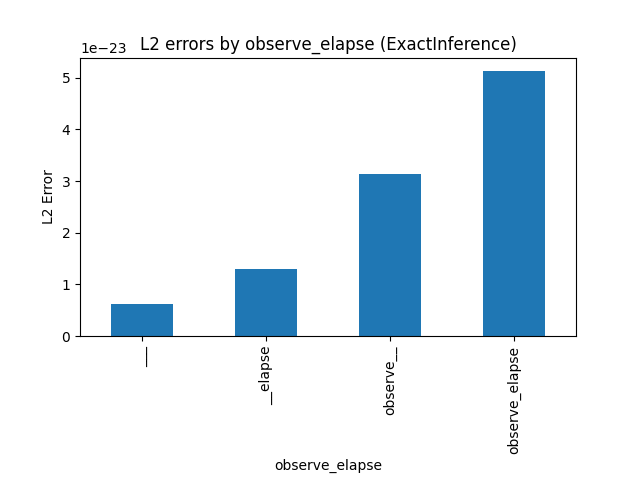 L2 errors by observe_elapse (ExactInference)
1e−23
L2 Error
5
4
3
2
1
0
___
__elapse
observe__
observe_elapse
observe_elapse